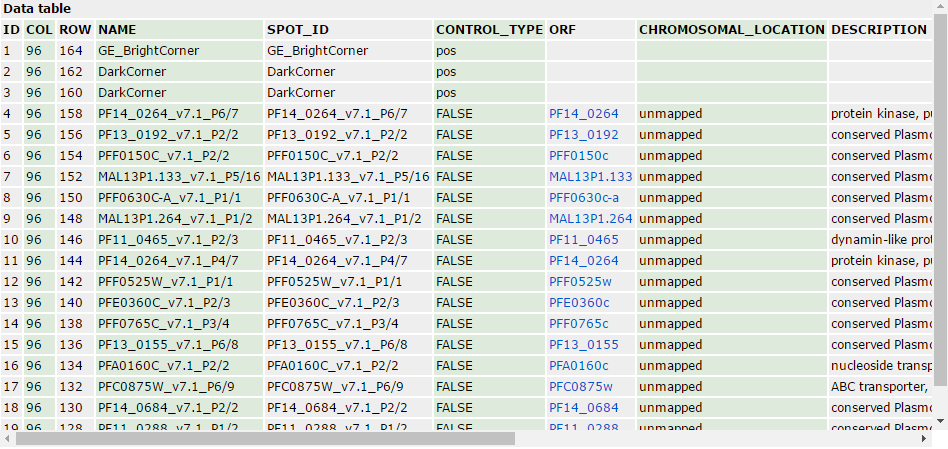 Data table
ID COL ROW NAME SPOT_ID CONTROL_TYPE ORF CHROMOSOMAL_LOCATION DESCRIPTION
1 96 164 GE_BrightCorner GE_BrightCorner pos
2 96 162 DarkCorner DarkCorner pos
3 96 160 DarkCorner DarkCorner pos
4 96 158 PF14_0264_v7.1_P6/7 PF14_0264_v7.1_P6/7 FALSE PF14_0264 unmapped protein kinase, pu
5 96 156 PF13_0192_v7.1_P2/2 PF13_0192_v7.1_P2/2 FALSE PF13_0192 unmapped conserved Plasmo
6 96 154 PFF0150C_v7.1_P2/2 PFF0150C_v7.1_P2/2 FALSE PFF0150c unmapped conserved Plasmo
7 96 152 MAL13P1.133_v7.1_P5/16 MAL13P1.133_v7.1_P5/16 FALSE MAL13P1.133 unmapped conserved Plasmo
8 96 150 PFF0630C-A_v7.1_P1/1 PFF0630C-A_v7.1_P1/1 FALSE PFF0630c-a unmapped conserved Plasmo
9 96 148 MAL13P1.264_v7.1_P1/2 MAL13P1.264_v7.1_P1/2 FALSE MAL13P1.264 unmapped conserved Plasmo
10 96 146 PF11_0465_v7.1_P2/3 PF11_0465_v7.1_P2/3 FALSE PF11_0465 unmapped dynamin-like prot
11 96 144 PF14_0264_v7.1_P4/7 PF14_0264_v7.1_P4/7 FALSE PF14_0264 unmapped protein kinase, pu
12 96 142 PFF0525W_v7.1_P1/1 PFF0525W_v7.1_P1/1 FALSE PFF0525w unmapped conserved Plasmo
13 96 140 PFE0360C_v7.1_P2/3 PFE0360C_v7.1_P2/3 FALSE PFE0360c unmapped conserved Plasmo
14 96 138 PFF0765C_v7.1_P3/4 PFF0765C_v7.1_P3/4 FALSE PFF0765c unmapped conserved Plasmo
15 96 136 PF13_0155_v7.1_P6/8 PF13_0155_v7.1_P6/8 FALSE PF13_0155 unmapped conserved Plasmo
16 96 134 PFA0160C_v7.1_P2/2 PFA0160C_v7.1_P2/2 FALSE PFA0160c unmapped nucleoside transp
17 96 132 PFC0875W_v7.1_P6/9 PFC0875W_v7.1_P6/9 FALSE PFC0875w unmapped ABC transporter,
18 96 130 PF14_0684_v7.1_P2/2 PF14_0684_v7.1_P2/2 FALSE PF14_0684 unmapped conserved Plasmo
19 96 128 PF11_0288_v7.1_P1/2 PF11_0288_v7.1_P1/2 FALSE PF11_0288 unmapped conserved Plasmo